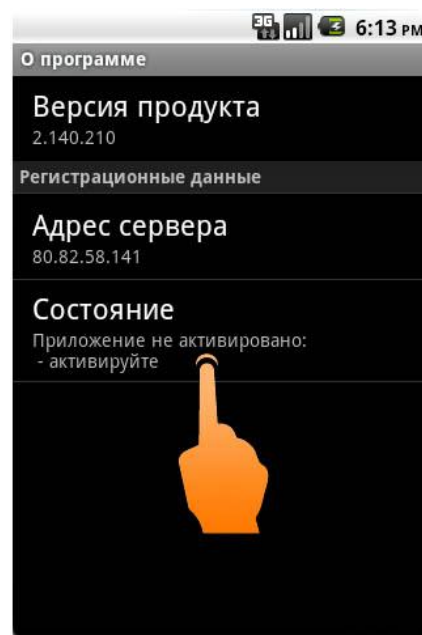 3G 6:13 PM
О программе
Версия продукта
2.140.210
Регистрационные данные
Адрес сервера
80.82.58.141
Состояние
Приложение не активировано:
- активируйте